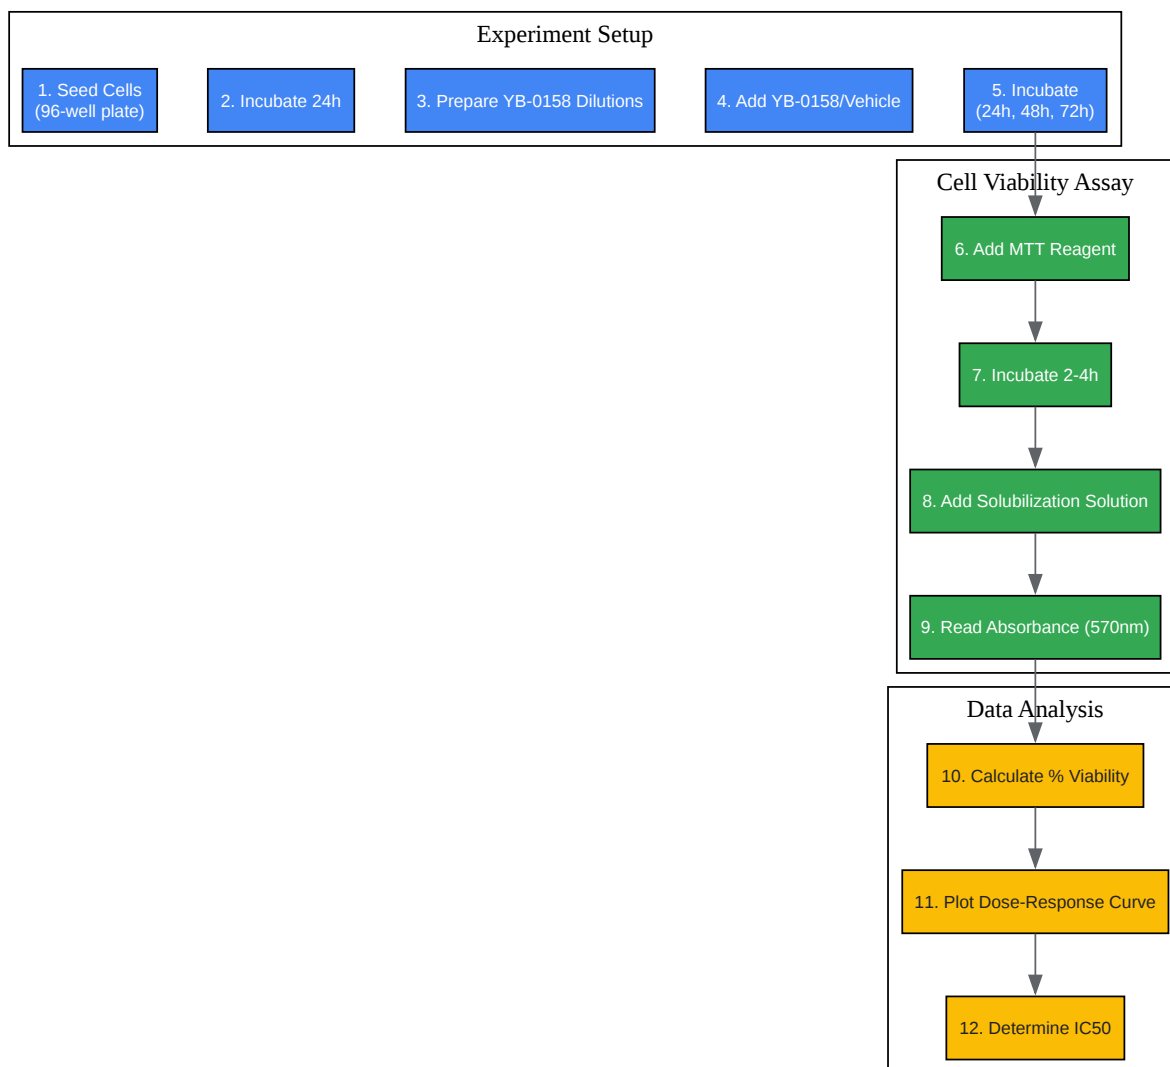 Experiment Setup
1. Seed Cells
(96-well plate)
2. Incubate 24h
3. Prepare YB-0158 Dilutions
4. Add YB-0158/Vehicle
5. Incubate
(24h, 48h, 72h)
Cell Viability Assay
6. Add MTT Reagent
7. Incubate 2-4h
8. Add Solubilization Solution
9. Read Absorbance (570nm)
Data Analysis
10. Calculate % Viability
11. Plot Dose-Response Curve
12. Determine IC50